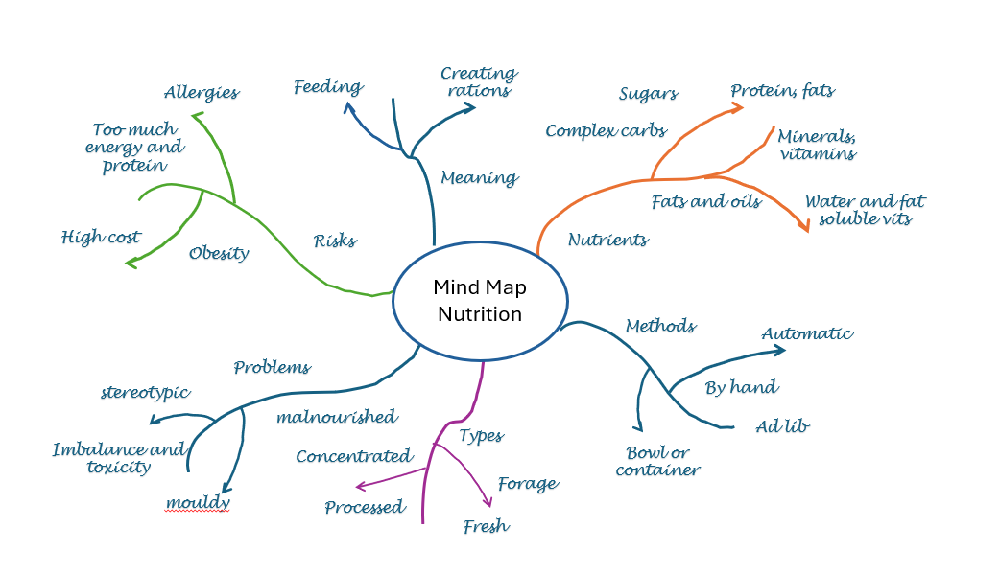 Creating
rations
Feeding
Allergies
Sugars
Protein, fats
Too much
energy and
protein
Complex carbs
Minerals,
vitamins
Meaning
Fats and oils
Water and fat
soluble vits
High cost
Obesity
Risks
Nutrients
Mind Map
Nutrition
Methods
Automatic
Problems
stereotypic
By hand
malnourished
Ad lib
Types
Imbalance and
toxicity
Concentrated
Bowl or
container
Forage
mouldy
Processed
Fresh